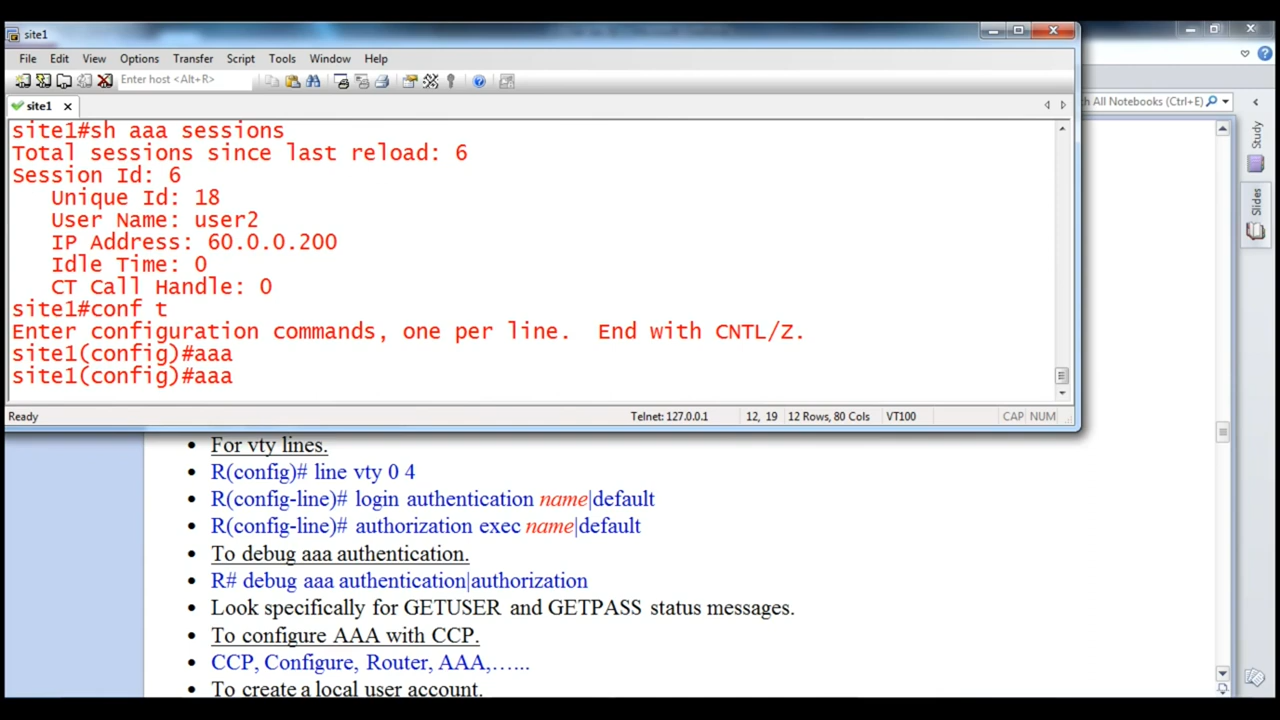 site1
File Edit View Options Transfer Script Tools Window Help
Enter host <Alt+R>
site1
site1#sh aaa sessions
Total sessions since last reload: 6
Session Id: 6
Unique Id: 18
User Name: user2
IP Address: 60.0.0.200
Idle Time: 0
CT Call Handle: 0
site1#conf t
Enter configuration commands, one per line.  End with CNTL/Z.
site1(config)#aaa
site1(config)#aaa
Ready Telnet: 127.0.0.1 12, 19 12 Rows, 80 Cols VT100 CAP NUM
ch All Notebooks (Ctrl+E)
Study
Slides
• For vty lines.
• R(config)# line vty 0 4
• R(config-line)# login authentication name|default
• R(config-line)# authorization exec name|default
• To debug aaa authentication.
• R# debug aaa authentication|authorization
• Look specifically for GETUSER and GETPASS status messages.
• To configure AAA with CCP.
• CCP, Configure, Router, AAA,…...
• To create a local user account.